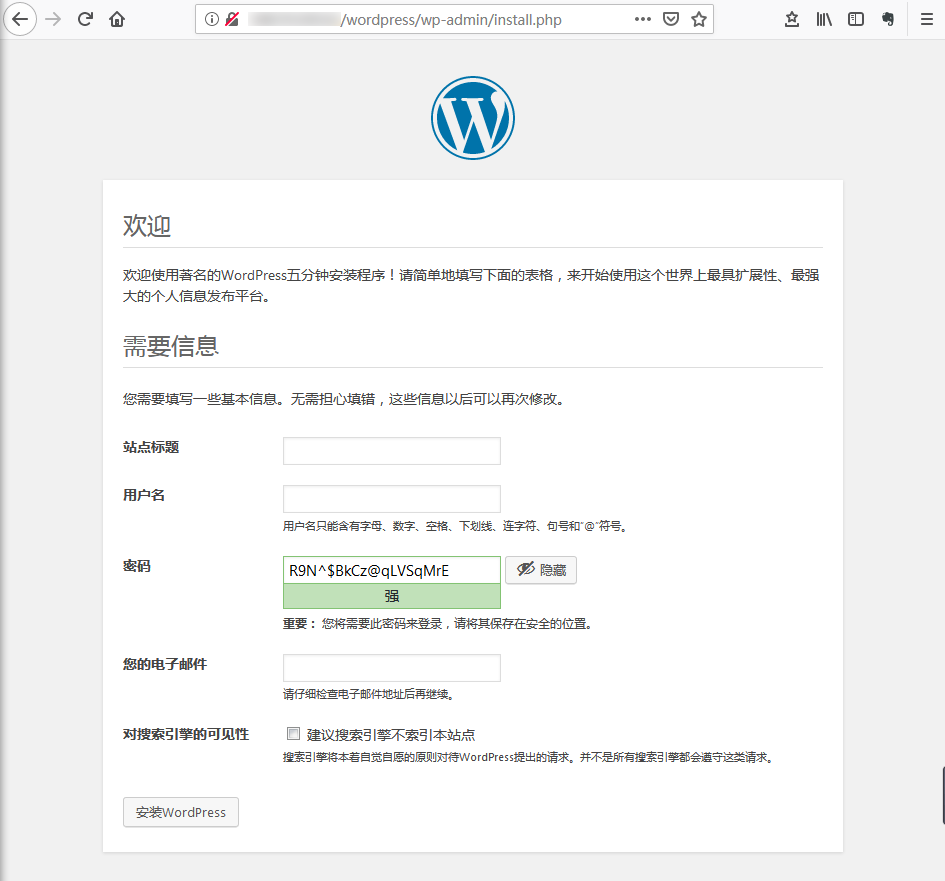 /wordpress/wp-admin/install.php
欢迎
欢迎使用著名的WordPress五分钟安装程序！请简单地填写下面的表格，来开始使用这个世界上最具扩展性、最强
大的个人信息发布平台。
需要信息
您需要填写一些基本信息。无需担心填错，这些信息以后可以再次修改。
站点标题
用户名
用户名只能含有字母、数字、空格、下划线、连字符、句号和“@”符号。
密码
R9N^$BkCz@qLVSqMrE
隐藏
强
重要： 您将需要此密码来登录，请将其保存在安全的位置。
您的电子邮件
请仔细检查电子邮件地址后再继续。
对搜索引擎的可见性
建议搜索引擎不索引本站点
搜索引擎将本着自觉自愿的原则对待WordPress提出的请求。并不是所有搜索引擎都会遵守这类请求。
安装WordPress